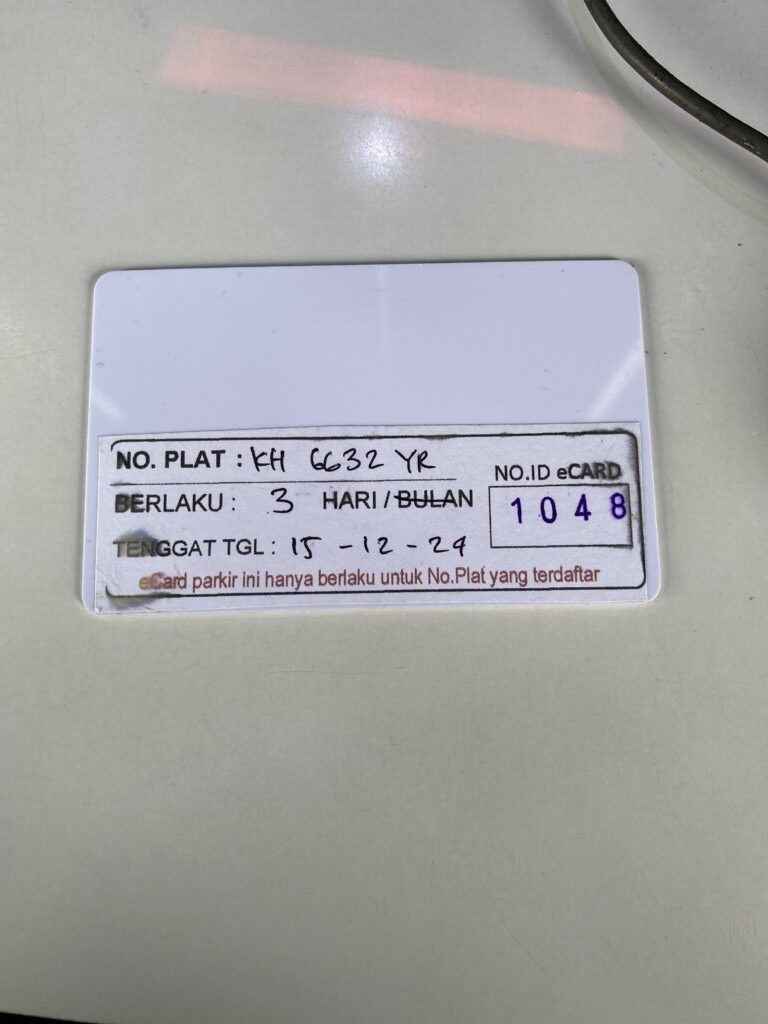 NO. PLAT : KH 6632 YR
NO.ID eCARD
BERLAKU : 3 HARI / BULAN
1048
TENGGAT TGL : 15 - 12 - 24
eCard parkir ini hanya berlaku untuk No.Plat yang terdaftar